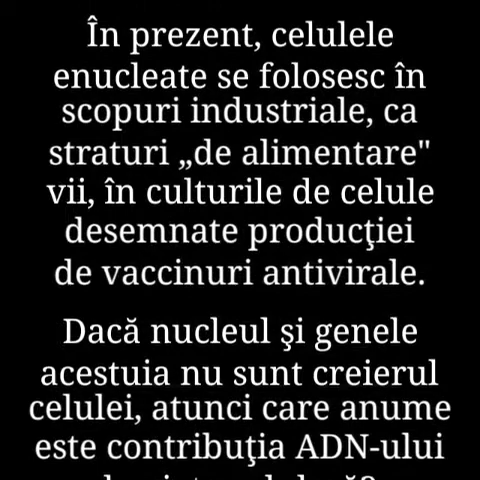 În prezent, celulele
enucleate se folosesc în
scopuri industriale, ca
straturi „de alimentare"
vii, în culturile de celule
desemnate producţiei
de vaccinuri antivirale.
Dacă nucleul şi genele
acestuia nu sunt creierul
celulei, atunci care anume
este contribuţia ADN-ului